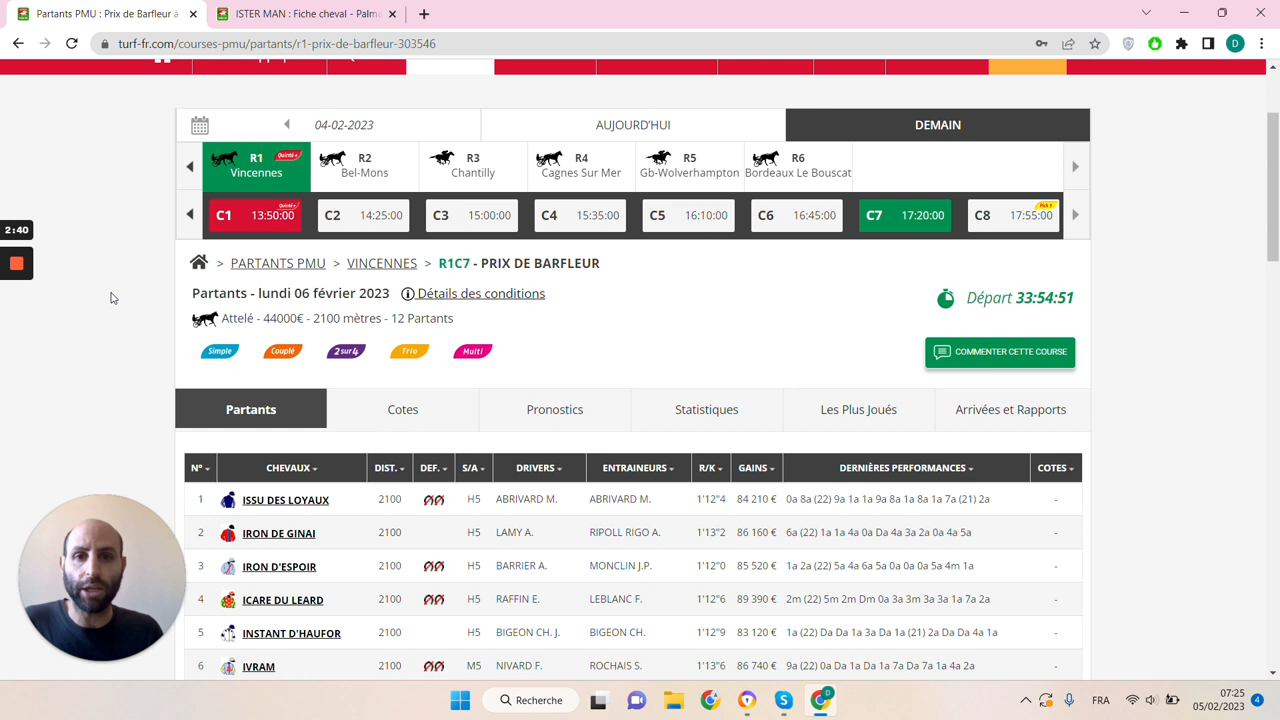 Partants PMU : Prix de Barfleur à
ISTER MAN : Fiche cheval - Palma
turf-fr.com/courses-pmu/partants/r1-prix-de-barfleur-303546
D
04-02-2023
AUJOURD'HUI
DEMAIN
R1 Quinté+
Vincennes
R2
Bel-Mons
R3
Chantilly
R4
Cagnes Sur Mer
R5
Gb-Wolverhampton
R6
Bordeaux Le Bouscat
C1 13:50:00 Quinté+
C2 14:25:00
C3 15:00:00
C4 15:35:00
C5 16:10:00
C6 16:45:00
C7 17:20:00
C8 17:55:00
2:40
> PARTANTS PMU > VINCENNES > R1C7 - PRIX DE BARFLEUR
Partants - lundi 06 février 2023 Détails des conditions
Départ 33:54:51
Attelé - 44000€ - 2100 mètres - 12 Partants
Simple Couplé 2sur4 Trio Multi
COMMENTER CETTE COURSE
Partants Cotes Pronostics Statistiques Les Plus Joués Arrivées et Rapports
N° CHEVAUX DIST. DEF. S/A DRIVERS ENTRAINEURS R/K GAINS DERNIÈRES PERFORMANCES COTES
1 ISSU DES LOYAUX 2100 H5 ABRIVARD M. ABRIVARD M. 1'12"4 84 210 € 0a 8a (22) 9a 1a 1a 9a 8a 1a 8a 1a 7a (21) 2a -
2 IRON DE GINAI 2100 H5 LAMY A. RIPOLL RIGO A. 1'13"2 86 160 € 6a (22) 1a 1a 4a 0a Da 4a 3a 2a 0a 4a 5a -
3 IRON D'ESPOIR 2100 H5 BARRIER A. MONCLIN J.P. 1'12"0 85 520 € 1a 2a (22) 5a 4a 6a 5a 0a 0a 0a 5a 4m 1a -
4 ICARE DU LEARD 2100 H5 RAFFIN E. LEBLANC F. 1'12"6 89 390 € 2m (22) 5m 2m Dm 0a 3a 3m 3a 3a 1a 7a 2a -
5 INSTANT D'HAUFOR 2100 H5 BIGEON CH. J. BIGEON CH. 1'12"9 83 120 € 1a (22) Da Da 1a 3a Da 1a (21) 2a Da Da 4a 1a -
6 IVRAM 2100 M5 NIVARD F. ROCHAIS S. 1'13"6 86 740 € 9a (22) 0a Da 1a Da 1a 7a Da 7a 1a 4a 2a -
Recherche
D
FRA
07:25
05/02/2023
4